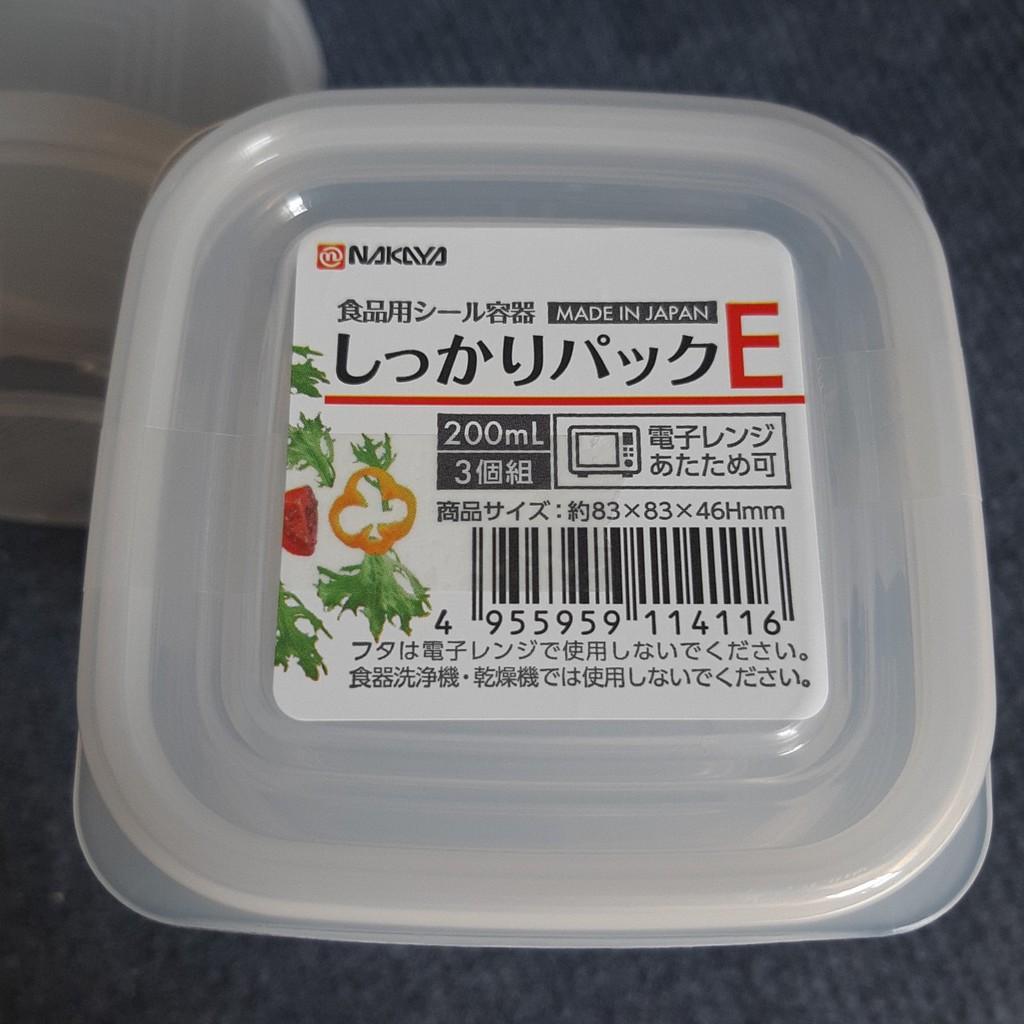 NAKAYA
食品用シール容器 MADE IN JAPAN
しっかりパックE
200mL
3個組
電子レンジ
あたため可
商品サイズ：約83×83×46Hmm
4 955959 114116
フタは電子レンジで使用しないでください。
食器洗浄機・乾燥機では使用しないでください。